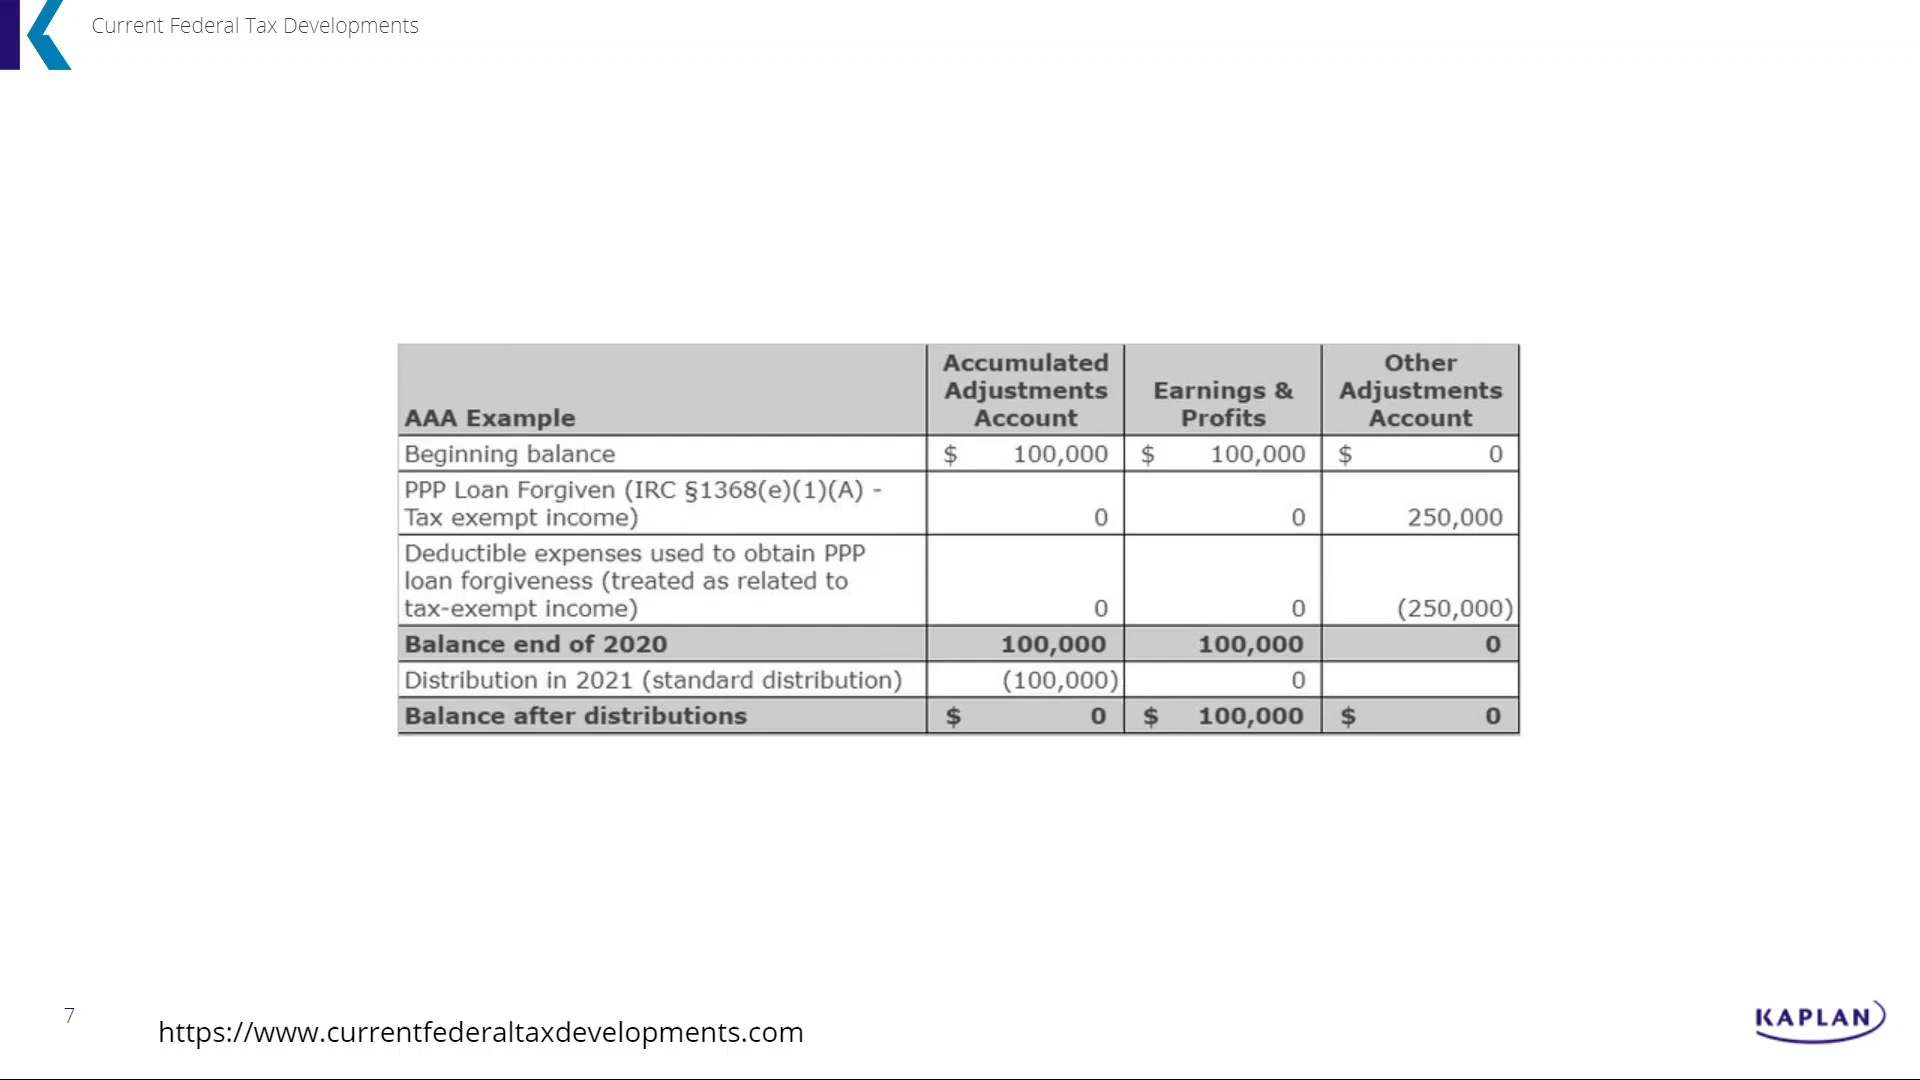 Current Federal Tax Developments
AAA Example
Accumulated
Adjustments
Account
Earnings &
Profits
Other
Adjustments
Account
Beginning balance $ 100,000 $ 100,000 $ 0
PPP Loan Forgiven (IRC §1368(e)(1)(A) -
Tax exempt income) 0 0 250,000
Deductible expenses used to obtain PPP
loan forgiveness (treated as related to
tax-exempt income) 0 0 (250,000)
Balance end of 2020 100,000 100,000 0
Distribution in 2021 (standard distribution) (100,000) 0
Balance after distributions $ 0 $ 100,000 $ 0
7
https://www.currentfederaltaxdevelopments.com
KAPLAN